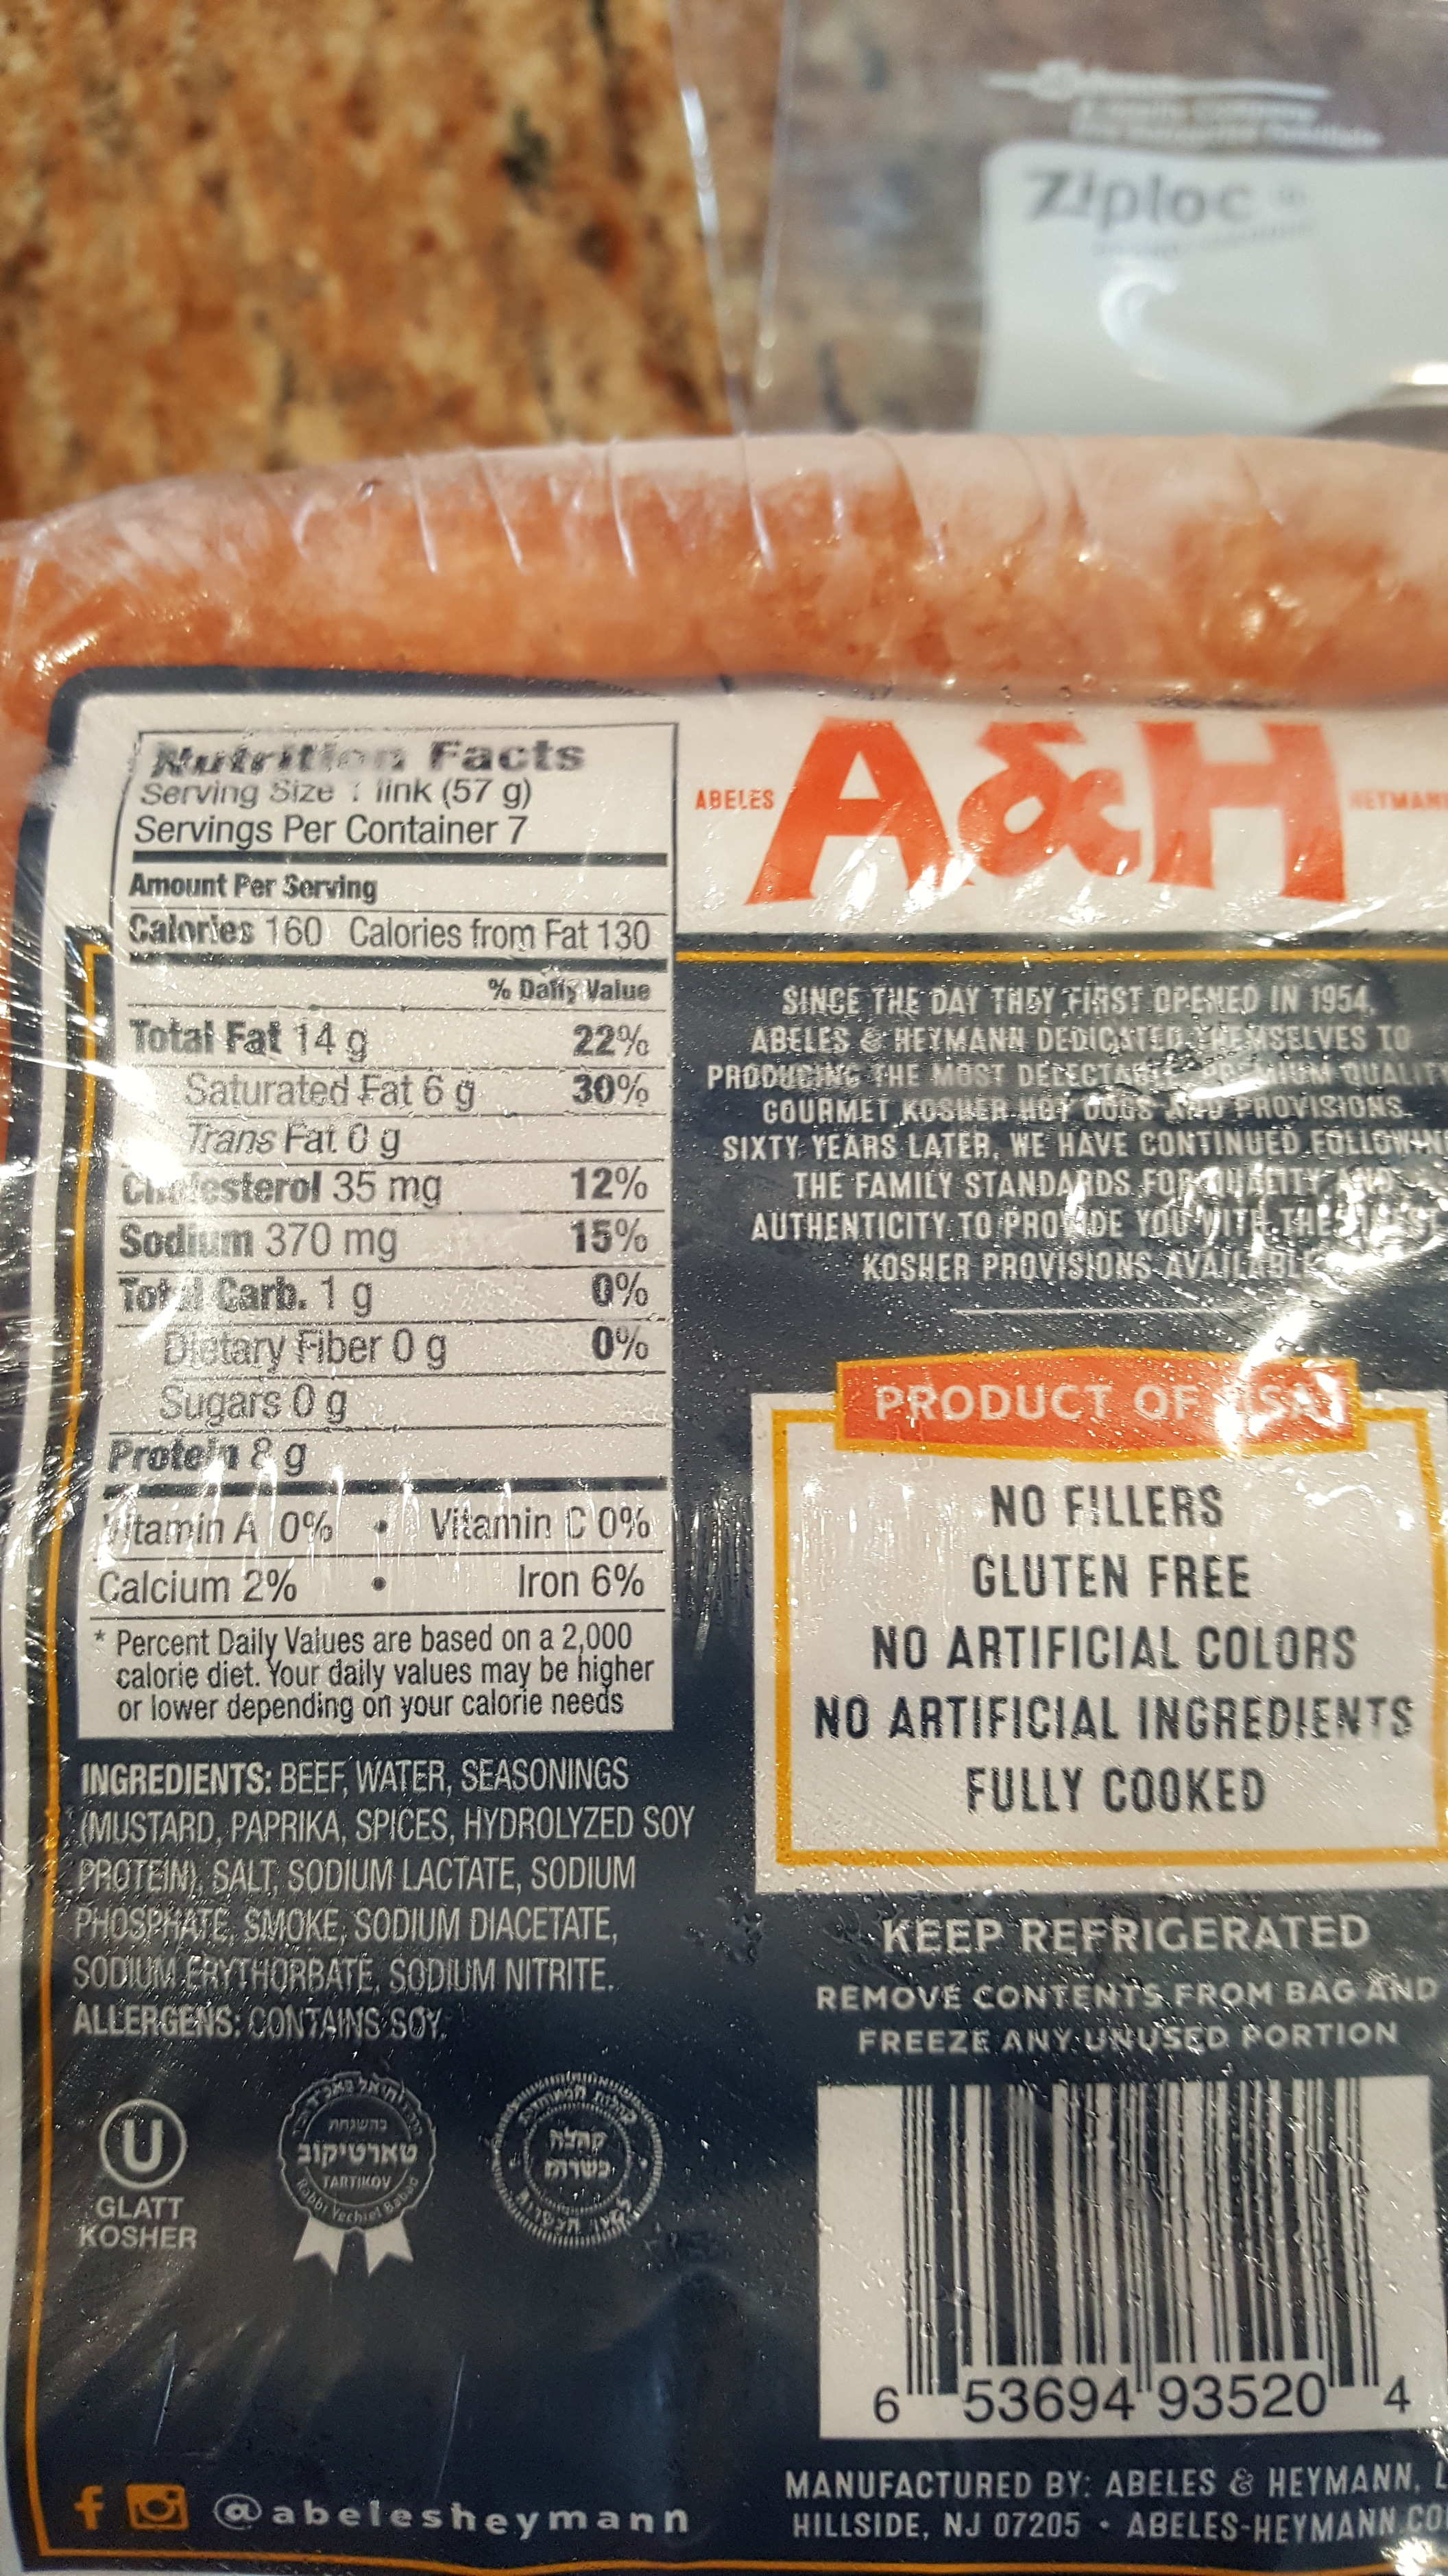 Ziploc
Nutrition Facts
Serving Size 1 link (57 g)
Servings Per Container 7
Amount Per Serving
Calories 160 Calories from Fat 130
% Daily Value
Total Fat 14 g 22%
Saturated Fat 6 g 30%
Trans Fat 0 g
Cholesterol 35 mg 12%
Sodium 370 mg 15%
Total Carb. 1 g 0%
Dietary Fiber 0 g 0%
Sugars 0 g
Protein 8 g
Vitamin A 0% • Vitamin C 0%
Calcium 2% • Iron 6%
* Percent Daily Values are based on a 2,000
calorie diet. Your daily values may be higher
or lower depending on your calorie needs
INGREDIENTS: BEEF, WATER, SEASONINGS
(MUSTARD, PAPRIKA, SPICES, HYDROLYZED SOY
PROTEIN), SALT, SODIUM LACTATE, SODIUM
PHOSPHATE, SMOKE, SODIUM DIACETATE,
SODIUM ERYTHORBATE, SODIUM NITRITE.
ALLERGENS: CONTAINS SOY.
U
GLATT
KOSHER
בהשגחת
טארטיקוב
TARTIKOV
Rabbi Yechiel Babad
קהלה
כשרות
f @abelesheymann
ABELES A&H HEYMANN
SINCE THE DAY THEY FIRST OPENED IN 1954,
ABELES & HEYMANN DEDICATED THEMSELVES TO
PRODUCING THE MOST DELECTABLE PREMIUM QUALITY
GOURMET KOSHER HOT DOGS AND PROVISIONS.
SIXTY YEARS LATER, WE HAVE CONTINUED FOLLOWING
THE FAMILY STANDARDS FOR QUALITY AND
AUTHENTICITY TO PROVIDE YOU WITH THE FINEST
KOSHER PROVISIONS AVAILABLE
PRODUCT OF USA
NO FILLERS
GLUTEN FREE
NO ARTIFICIAL COLORS
NO ARTIFICIAL INGREDIENTS
FULLY COOKED
KEEP REFRIGERATED
REMOVE CONTENTS FROM BAG AND
FREEZE ANY UNUSED PORTION
6 53694 93520 4
MANUFACTURED BY: ABELES & HEYMANN, L
HILLSIDE, NJ 07205 • ABELES-HEYMANN.CO